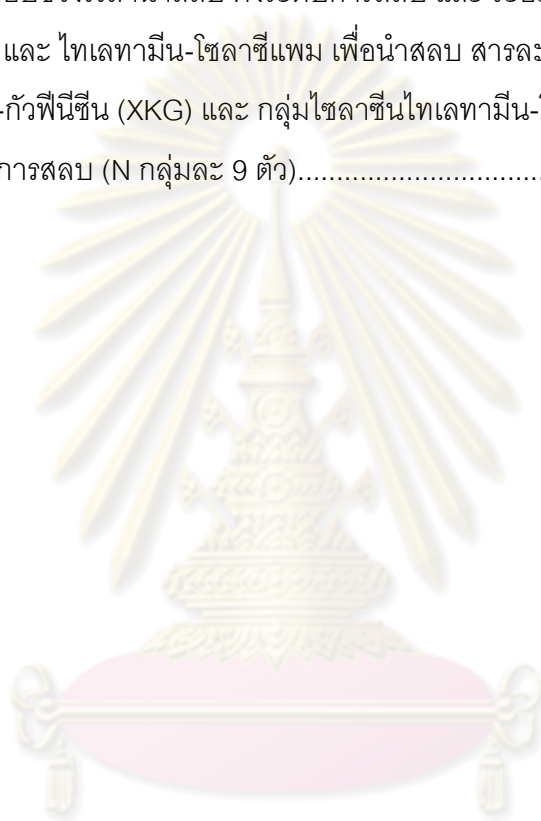 และ ไทเลทามีน-โซลาซีแพม เพื่อนำสลบ สารละ
-กัวฟีนีซีน (XKG) และ กลุ่มไซลาซีนไทเลทามีน-
การสลบ (N กลุ่มละ 9 ตัว)................................